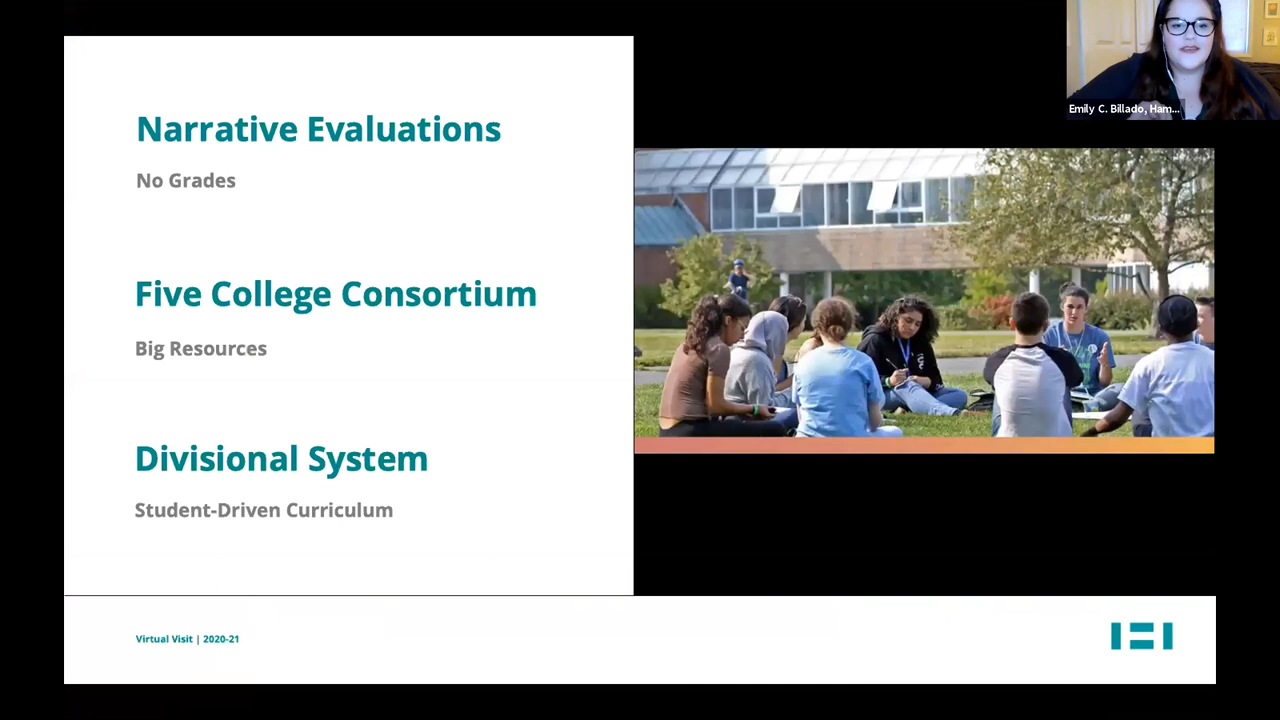 Narrative Evaluations
No Grades
Five College Consortium
Big Resources
Divisional System
Student-Driven Curriculum
Virtual Visit | 2020-21
Emily C. Billado, Ham...